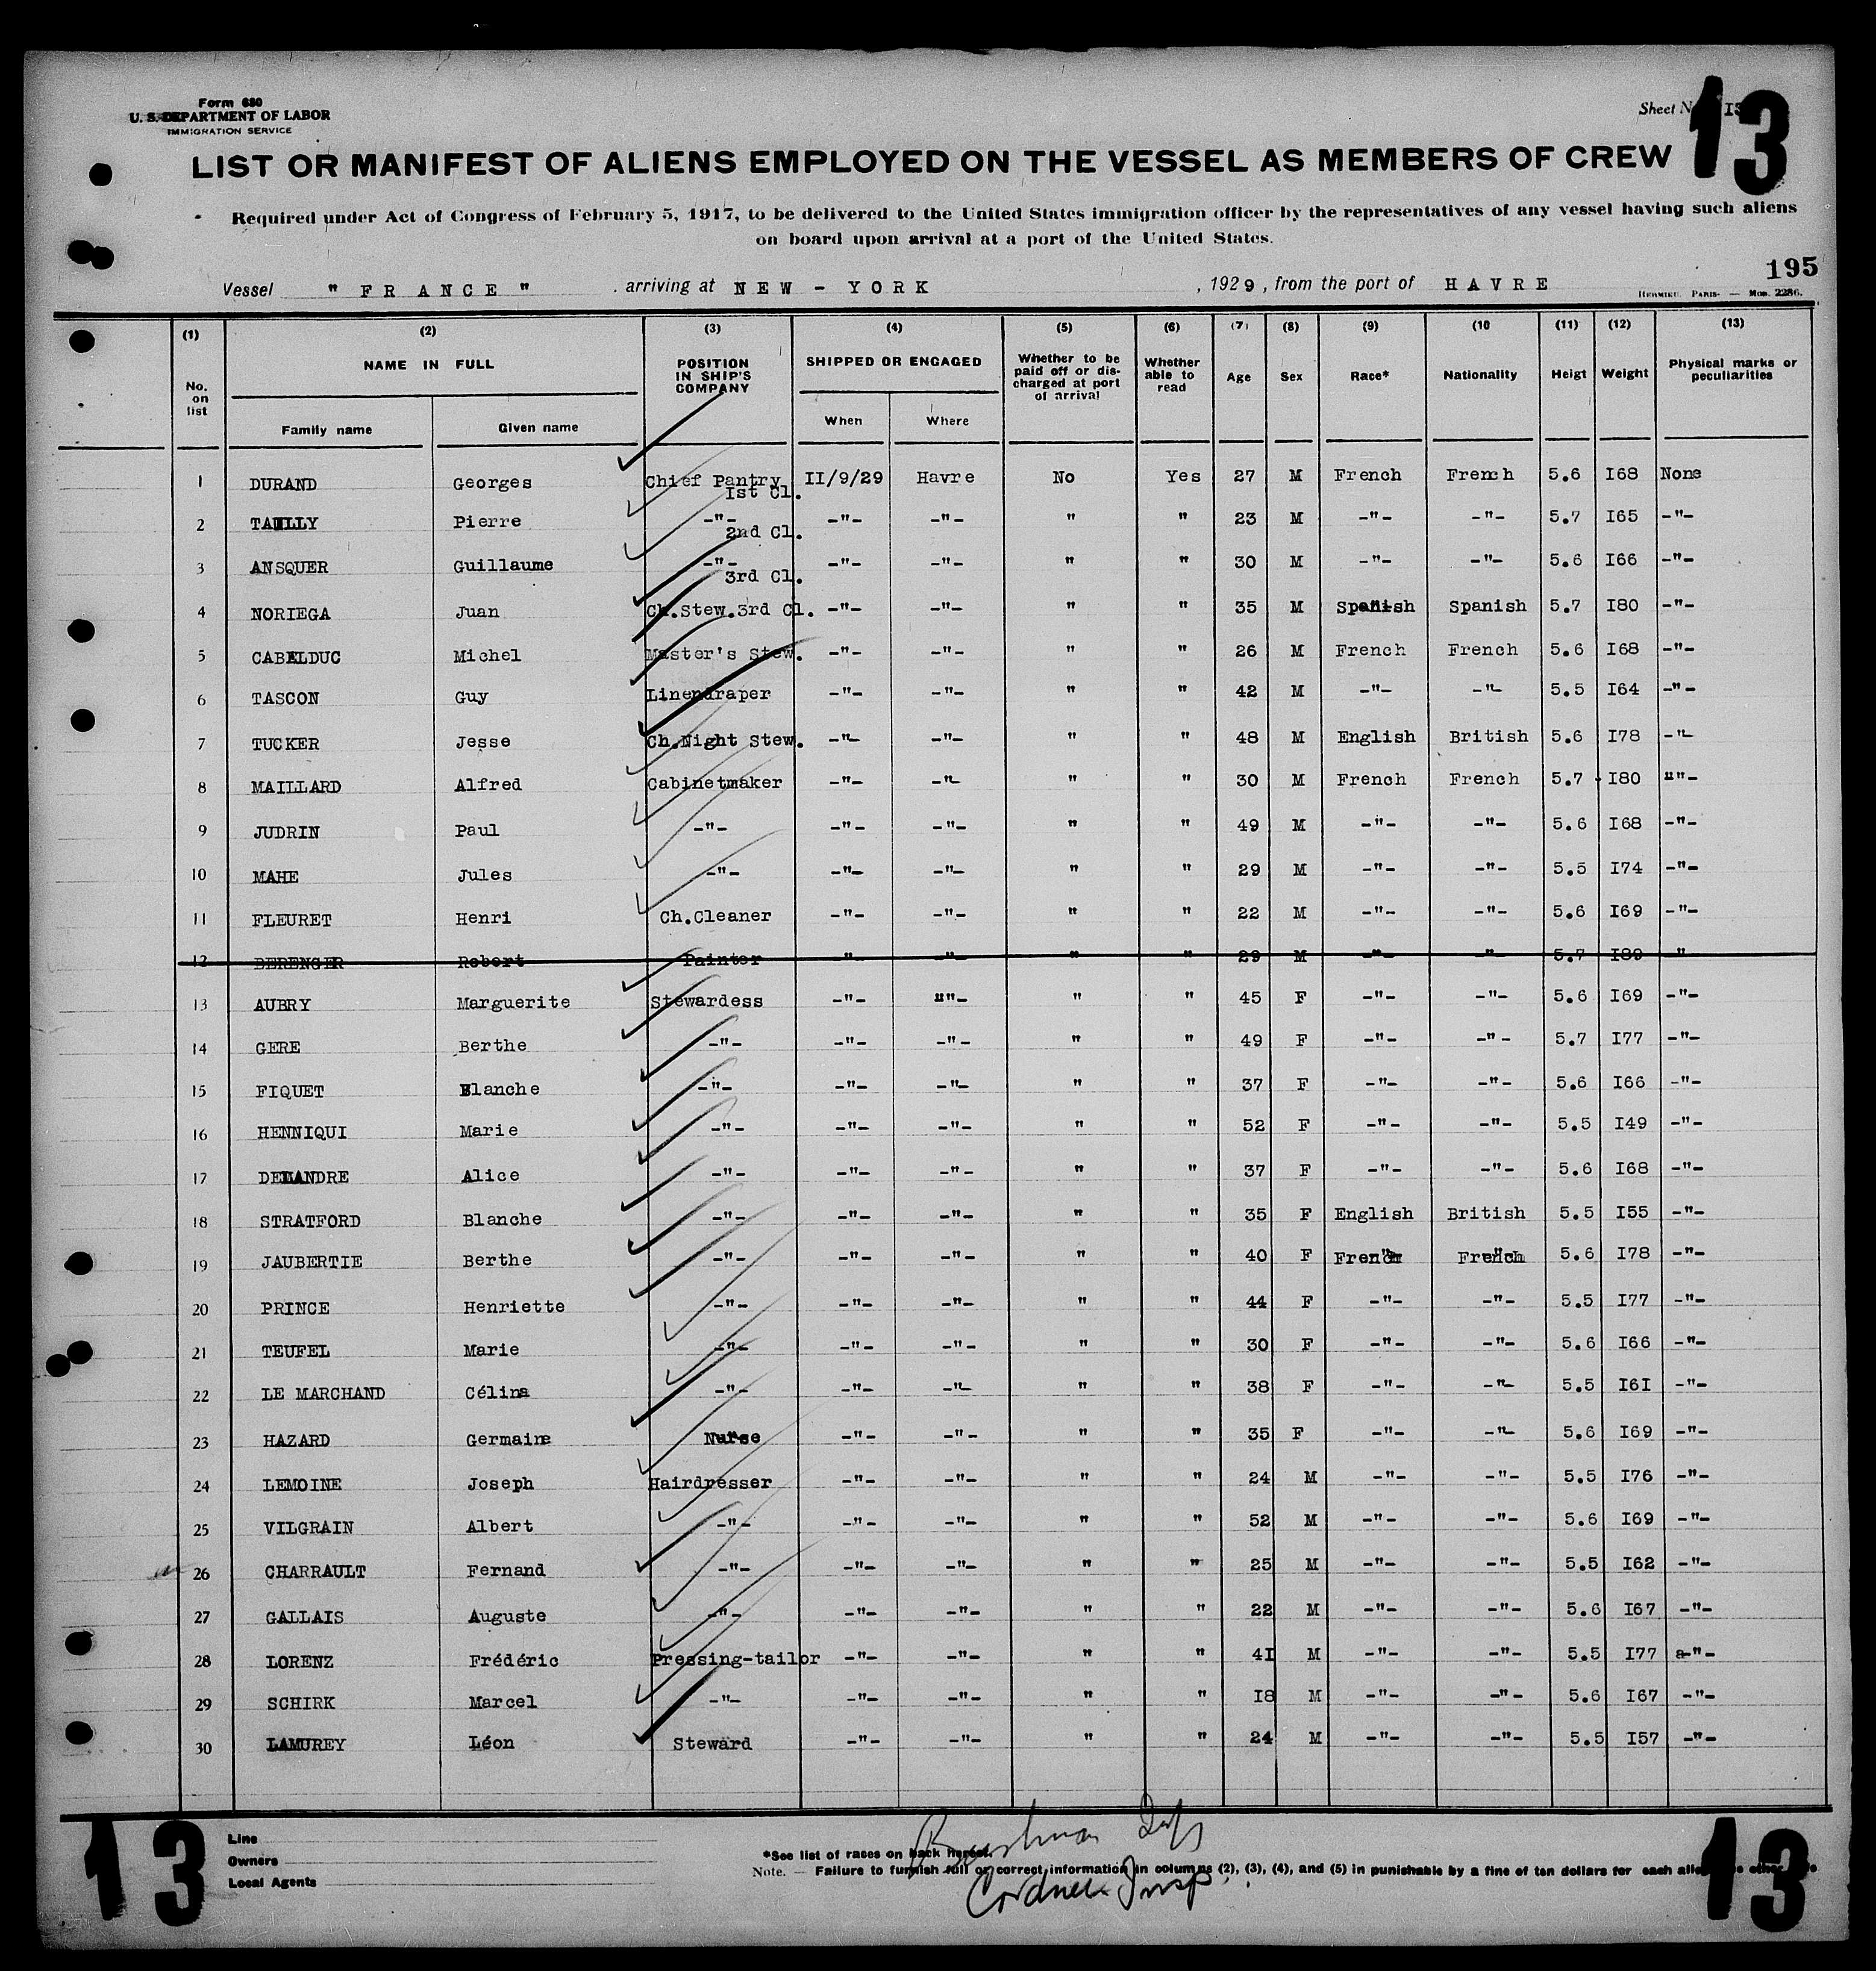 Form 680
U. S. DEPARTMENT OF LABOR
IMMIGRATION SERVICE
Sheet No. 13
13
LIST OR MANIFEST OF ALIENS EMPLOYED ON THE VESSEL AS MEMBERS OF CREW
Required under Act of Congress of February 5, 1917, to be delivered to the United States immigration officer by the representatives of any vessel having such aliens
on board upon arrival at a port of the United States.
195
Vessel " FRANCE " , arriving at NEW - YORK , 1929, from the port of HAVRE
PARIS- — Mod. 2286.
(1) (2) (3) (4) (5) (6) (7) (8) (9) (10 (11) (12) (13)
No. on list NAME IN FULL POSITION IN SHIP'S COMPANY SHIPPED OR ENGAGED Whether to be paid off or discharged at port of arrival Whether able to read Age Sex Race* Nationality Heigt Weight Physical marks or peculiarities
Family name Given name When Where
1 DURAND Georges Chief Pantry 1st Cl. II/9/29 Havre No Yes 27 M French French 5.6 I68 None
2 TAILLY Pierre -"- 2nd Cl. -"- -"- " " 23 M -"- -"- 5.7 I65 -"-
3 ANSQUER Guillaume -"- 3rd Cl. -"- -"- " " 30 M -"- -"- 5.6 I66 -"-
4 NORIEGA Juan Ch.Stew.3rd Cl. -"- -"- " " 35 M Spanish Spanish 5.7 I80 -"-
5 CABELDUC Michel Master's Stew. -"- -"- " " 26 M French French 5.6 I68 -"-
6 TASCON Guy Linendraper -"- -"- " " 42 M -"- -"- 5.5 I64 -"-
7 TUCKER Jesse Ch.Night Stew. -"- -"- " " 48 M English British 5.6 I78 -"-
8 MAILLARD Alfred Cabinetmaker -"- -"- " " 30 M French French 5.7 I80 ""-
9 JUDRIN Paul -"- -"- -"- " " 49 M -"- -"- 5.6 I68 -"-
10 MAHE Jules -"- -"- -"- " " 29 M -"- -"- 5.5 I74 -"-
11 FLEURET Henri Ch.Cleaner -"- -"- " " 22 M -"- -"- 5.6 I69 -"-
12 BERENGER Robert Painter -"- -"- " " 29 M -"- -"- 5.7 I80 -"-
13 AUBRY Marguerite Stewardess -"- ""- " " 45 F -"- -"- 5.6 I69 -"-
14 GERE Berthe -"- -"- -"- " " 49 F -"- -"- 5.7 I77 -"-
15 FIQUET Blanche -"- -"- -"- " " 37 F -"- -"- 5.6 I66 -"-
16 HENNIQUI Marie -"- -"- -"- " " 52 F -"- -"- 5.5 I49 -"-
17 DELANDRE Alice -"- -"- -"- " " 37 F -"- -"- 5.6 I68 -"-
18 STRATFORD Blanche -"- -"- -"- " " 35 F English British 5.5 I55 -"-
19 JAUBERTIE Berthe -"- -"- -"- " " 40 F French French 5.6 I78 -"-
20 PRINCE Henriette -"- -"- -"- " " 44 F -"- -"- 5.5 I77 -"-
21 TEUFEL Marie -"- -"- -"- " " 30 F -"- -"- 5.6 I66 -"-
22 LE MARCHAND Célina -"- -"- -"- " " 38 F -"- -"- 5.5 I6I -"-
23 HAZARD Germaine Nurse -"- -"- " " 35 F -"- -"- 5.6 I69 -"-
24 LEMOINE Joseph Hairdresser -"- -"- " " 24 M -"- -"- 5.5 I76 -"-
25 VILGRAIN Albert -"- -"- -"- " " 52 M -"- -"- 5.6 I69 -"-
26 CHARRAULT Fernand -"- -"- -"- " " 25 M -"- -"- 5.5 I62 -"-
27 GALLAIS Auguste -"- -"- -"- " " 22 M -"- -"- 5.6 I67 -"-
28 LORENZ Frédéric Pressing-tailor -"- -"- " " 4I M -"- -"- 5.5 I77 a-"-
29 SCHIRK Marcel -"- -"- -"- " " I8 M -"- -"- 5.6 I67 -"-
30 LAMUREY Léon Steward -"- -"- " " 24 M -"- -"- 5.5 I57 -"-
13
Line
Owners
Local Agents
*See list of races on back hereof.
Note. — Failure to furnish full or correct information in columns (2), (3), (4), and (5) in punishable by a fine of ten dollars for each
Insp.
13